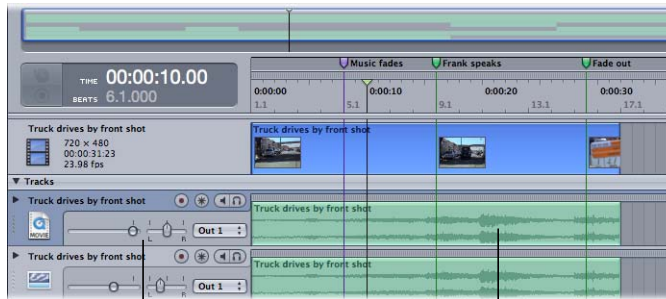 Music fades Frank speaks Fade out
TIME 00:00:10.00
BEATS 6.1.000
0:00:00 0:00:10 0:00:20 0:00:30
1.1 5.1 9.1 13.1 17.1
Truck drives by front shot Truck drives by front shot
720 x 480
00:00:31:23
23.98 fps
Tracks
Truck drives by front shot
Truck drives by front shot
MOVIE
L R Out 1
Truck drives by front shot
Truck drives by front shot
L R Out 1